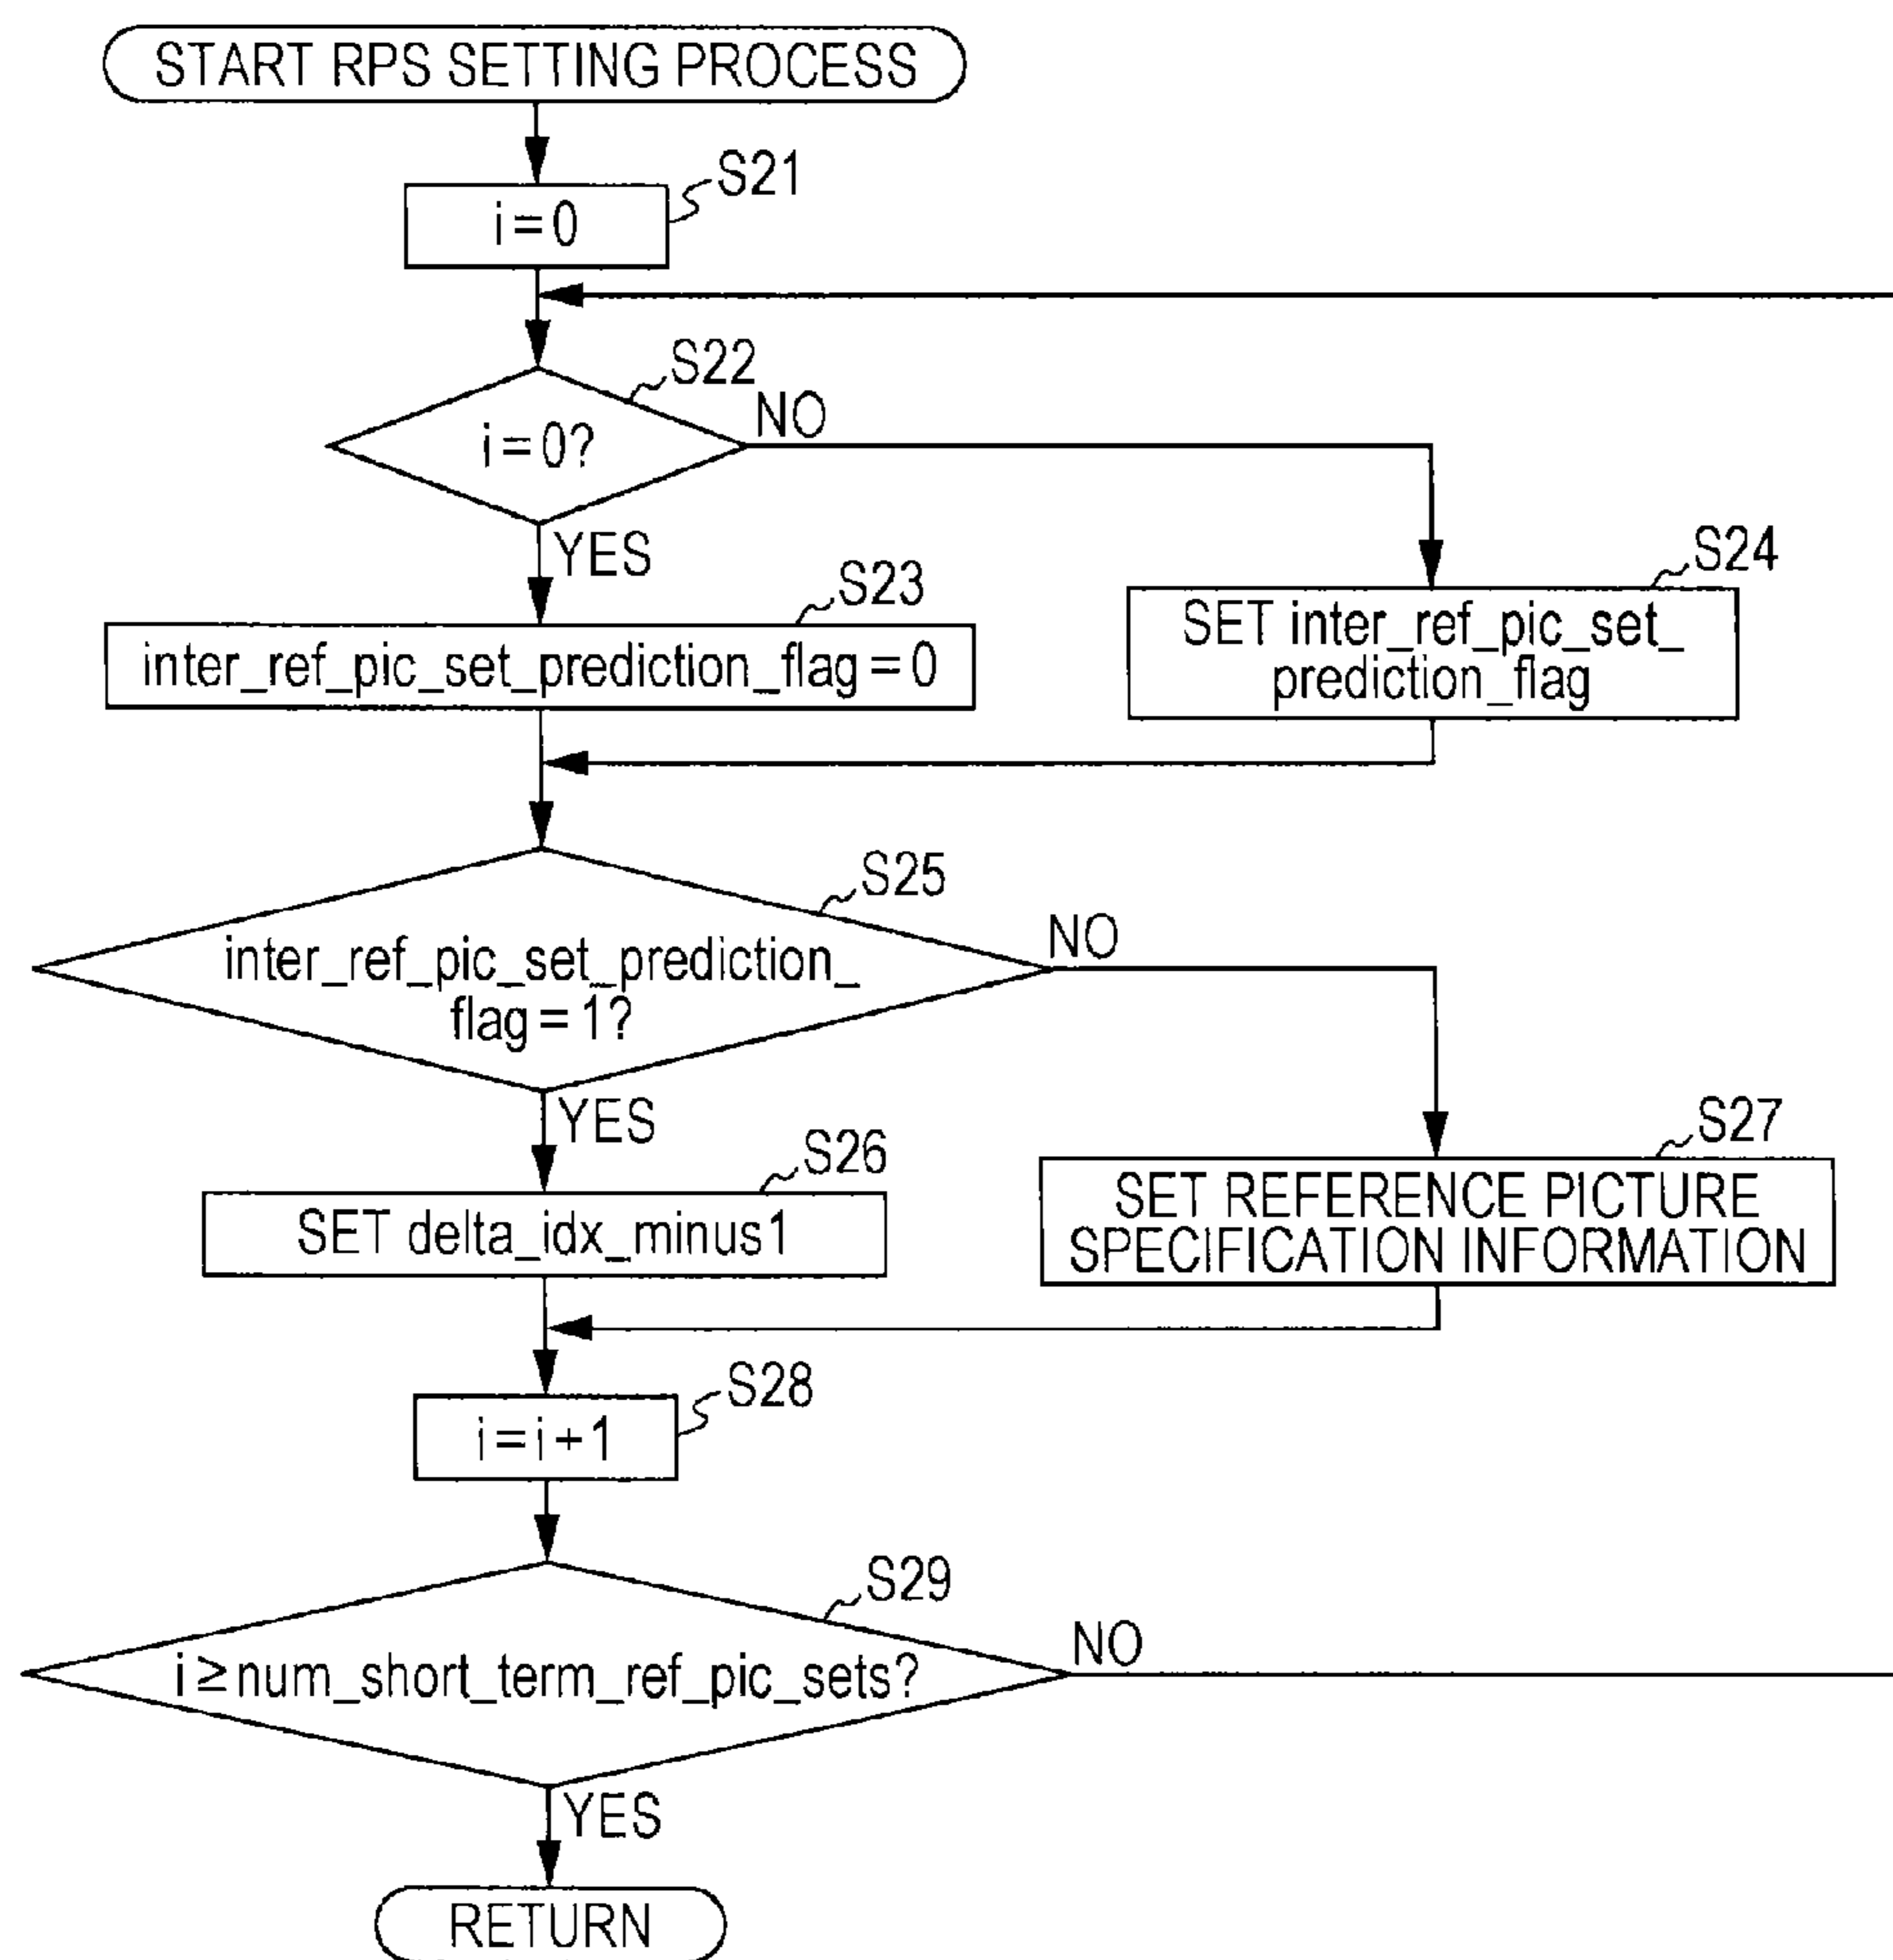 START RPS SETTING PROCESS
S21
i=0
S22
i=0?
NO
YES
S23
inter_ref_pic_set_prediction_flag=0
S24
SET inter_ref_pic_set_
prediction_flag
S25
inter_ref_pic_set_prediction_
flag=1?
NO
YES
S26
SET delta_idx_minus1
S27
SET REFERENCE PICTURE
SPECIFICATION INFORMATION
S28
i=i+1
S29
i≥num_short_term_ref_pic_sets?
NO
YES
RETURN